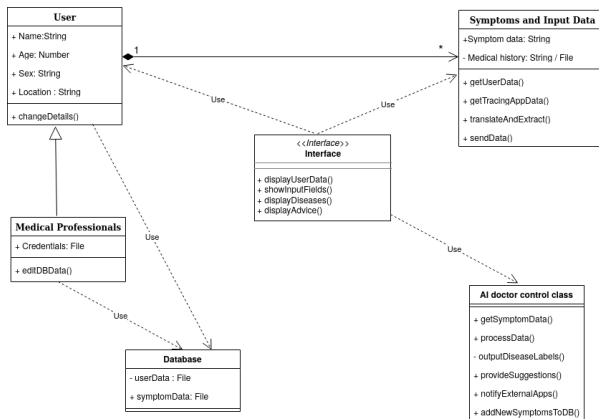 User
+ Name:String
+ Age: Number
+ Sex: String
+ Location : String
+ changeDetails()
1
*
Symptoms and Input Data
+Symptom data: String
- Medical history: String / File
+ getUserData()
+ getTracingAppData()
+ translateAndExtract()
+ sendData()
Use
Use
<<Interface>>
Interface
+ displayUserData()
+ showInputFields()
+ displayDiseases()
+ displayAdvice()
Medical Professionals
+ Credentials: File
+ editDBData()
Use
Use
Use
AI doctor control class
+ getSymptomData()
+ processData()
- outputDiseaseLabels()
+ provideSuggestions()
+ notifyExternalApps()
+ addNewSymptomsToDB()
Database
- userData : File
+ symptomData: File